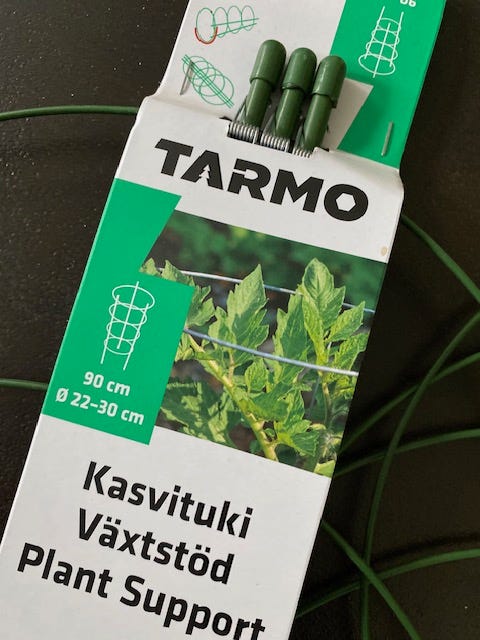 TARMO
90 cm
Ø 22-30 cm
Kasvituki
Växtstöd
Plant Support